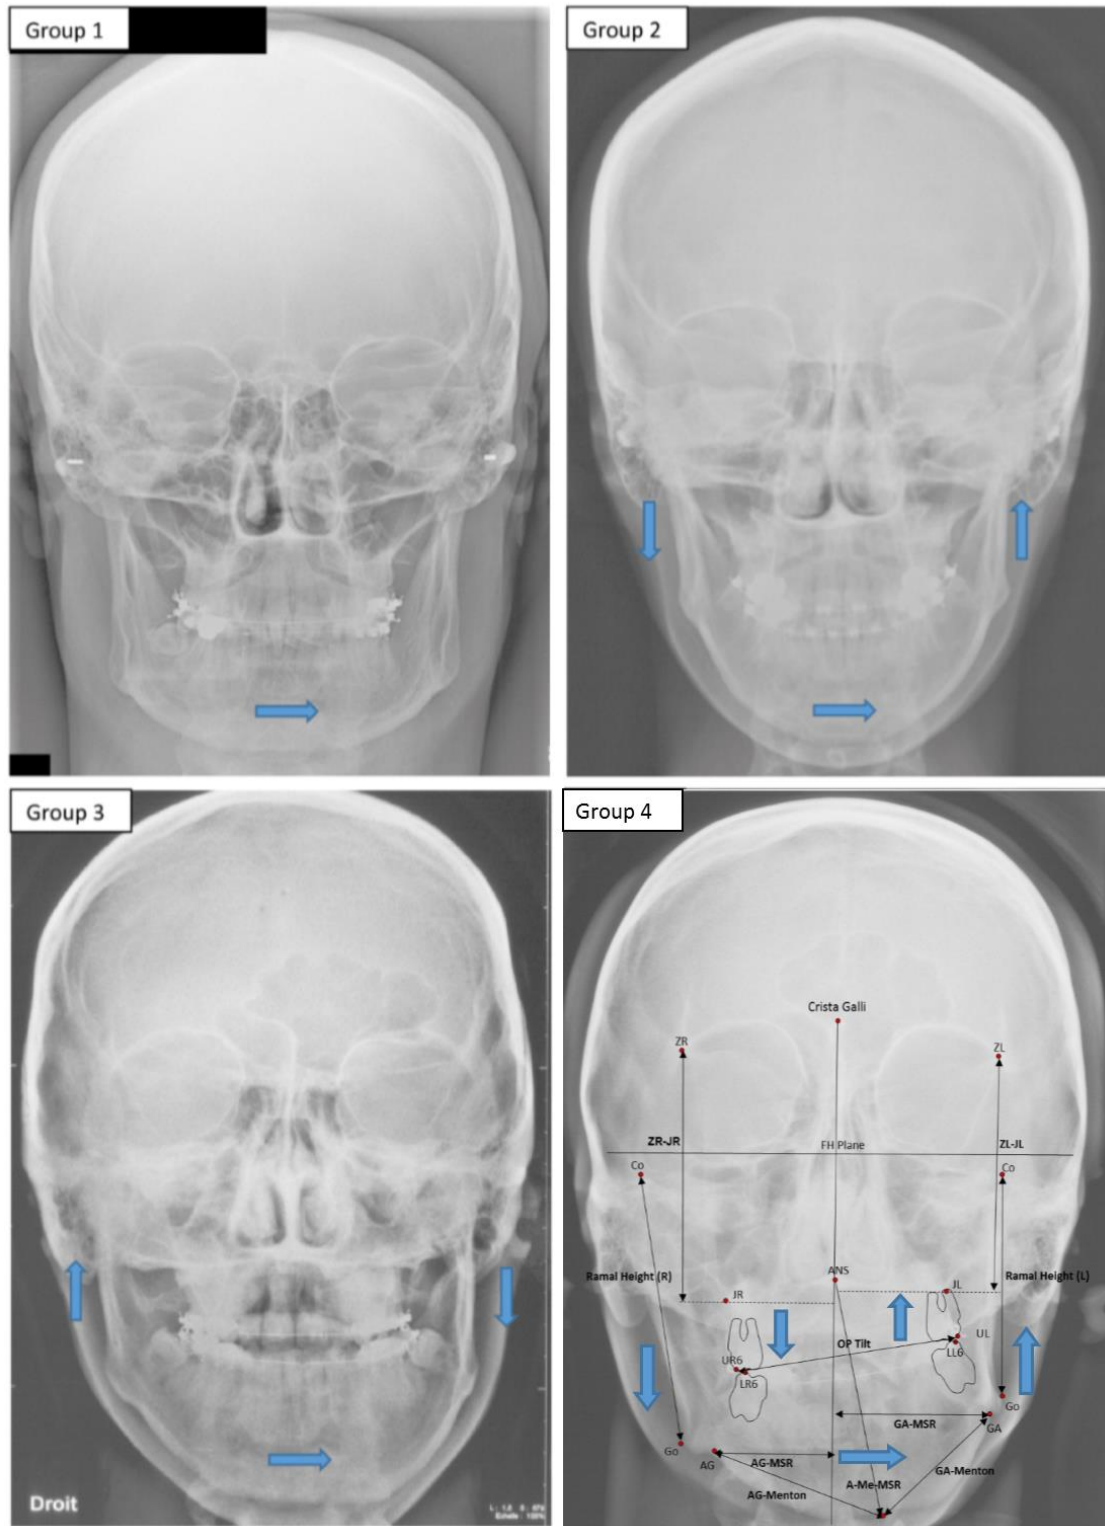 Group 1
Group 2
Group 3
Droit
Group 4
Crista Galli
ZR
ZL
ZR-JR
FH Plane
ZL-JL
Co
Co
Ramal Height (R)
ANS
Ramal Height (L)
JR
JL
OP Tilt
UL
UR6
LL6
LR6
Go
GA
GA-MSR
Go
AG
AG-MSR
A-Me-MSR
GA-Menton
AG-Menton